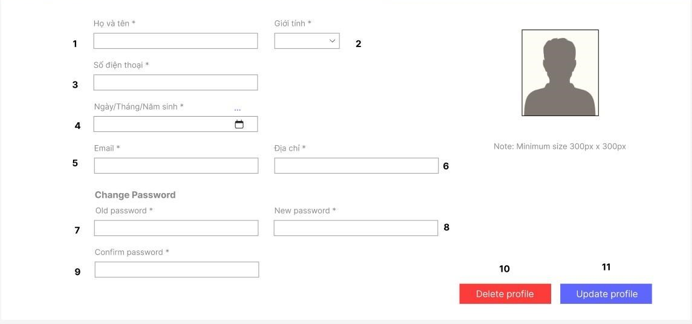 Họ và tên *
Giới tính *
1
2
Số điện thoại *
3
Ngày/Tháng/Năm sinh *
...
4
Email *
Địa chỉ *
5
6
Note: Minimum size 300px x 300px
Change Password
Old password *
New password *
7
8
Confirm password *
9
10
11
Delete profile
Update profile